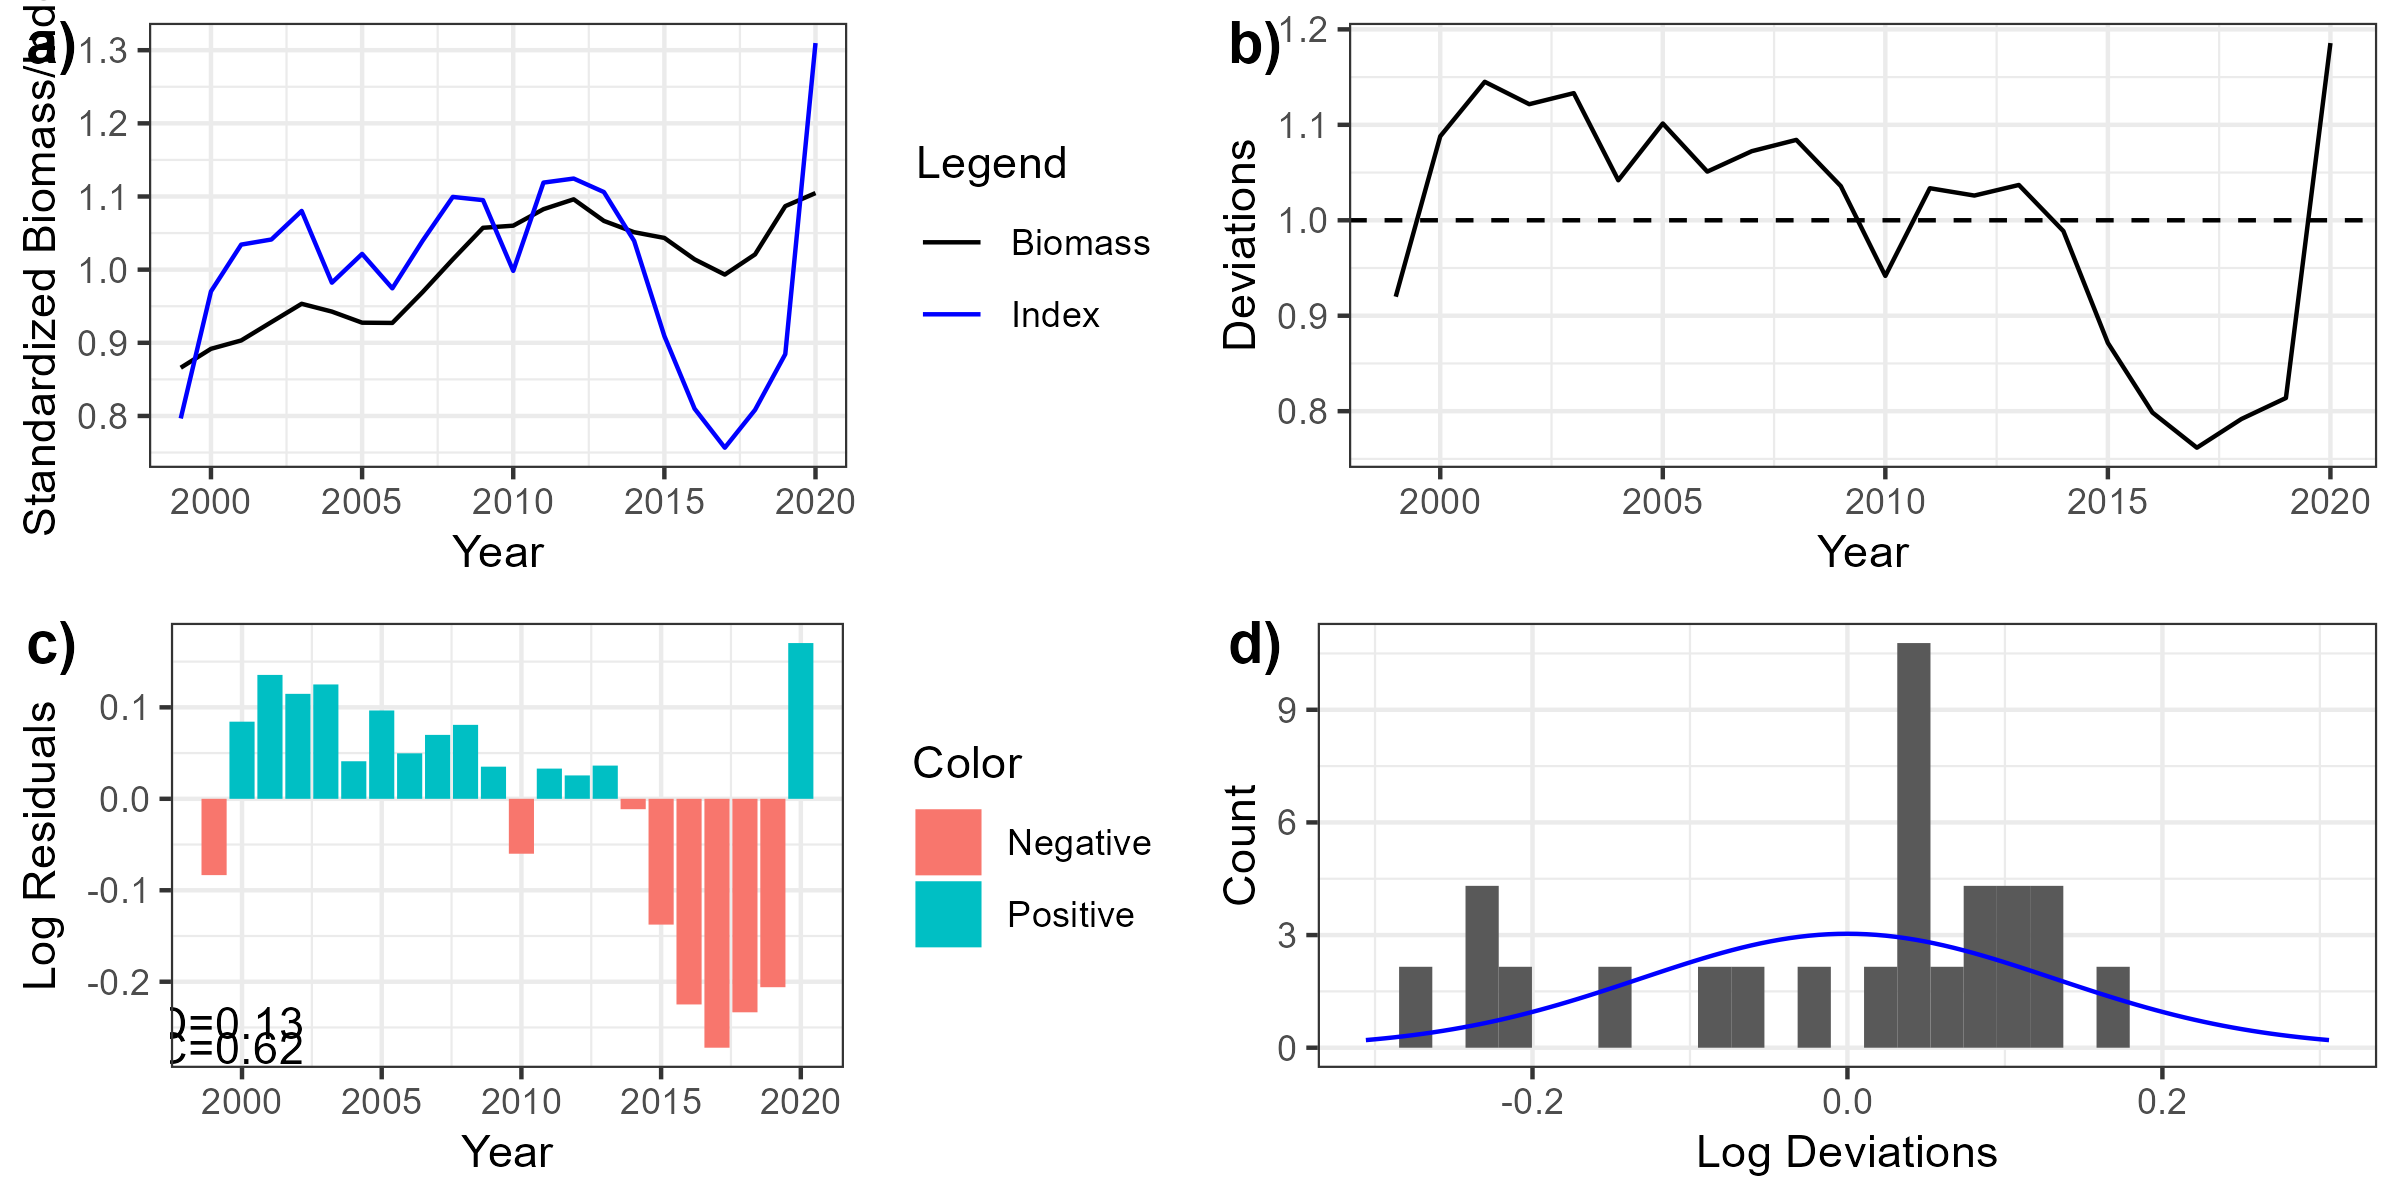 a)
Standardized Biomass/
1.3
1.2
1.1
1.0
0.9
0.8
2000 2005 2010 2015 2020
Year
Legend
Biomass
Index
b)
Deviations
1.2
1.1
1.0
0.9
0.8
2000 2005 2010 2015 2020
Year
c)
Log Residuals
0.1
0.0
-0.1
-0.2
=0.13
=0.62
2000 2005 2010 2015 2020
Year
Color
Negative
Positive
d)
Count
9
6
3
0
-0.2 0.0 0.2
Log Deviations